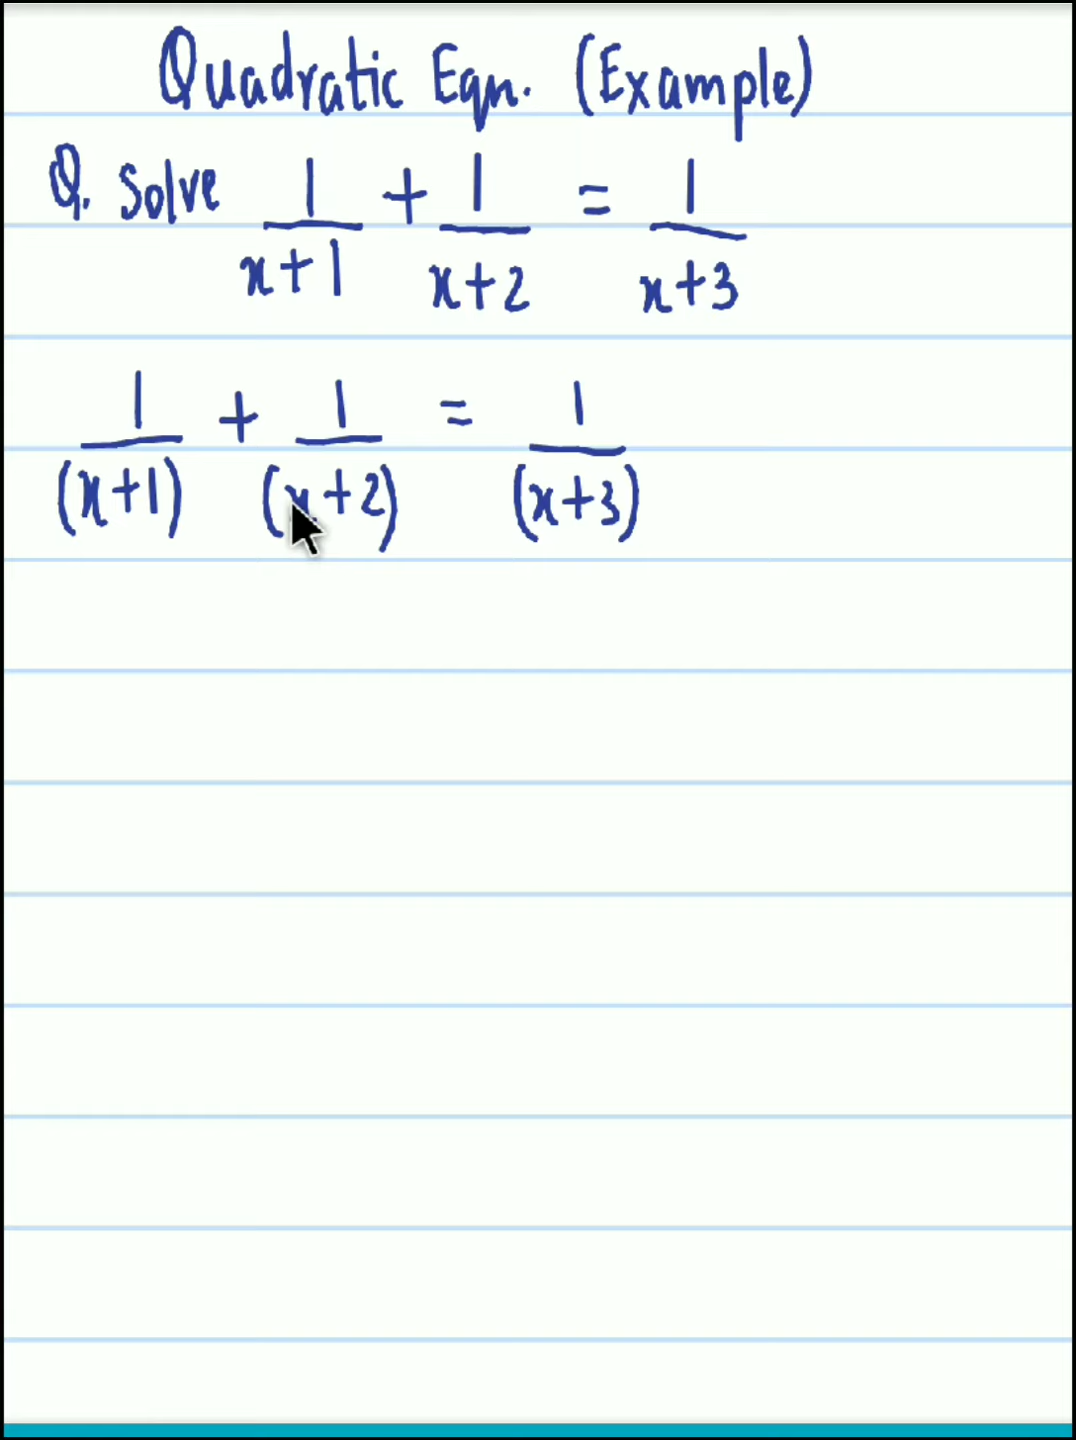 Quadratic Eqn. (Example)
Q. Solve 1/(x+1) + 1/(x+2) = 1/(x+3)
1/(x+1) + 1/(x+2) = 1/(x+3)